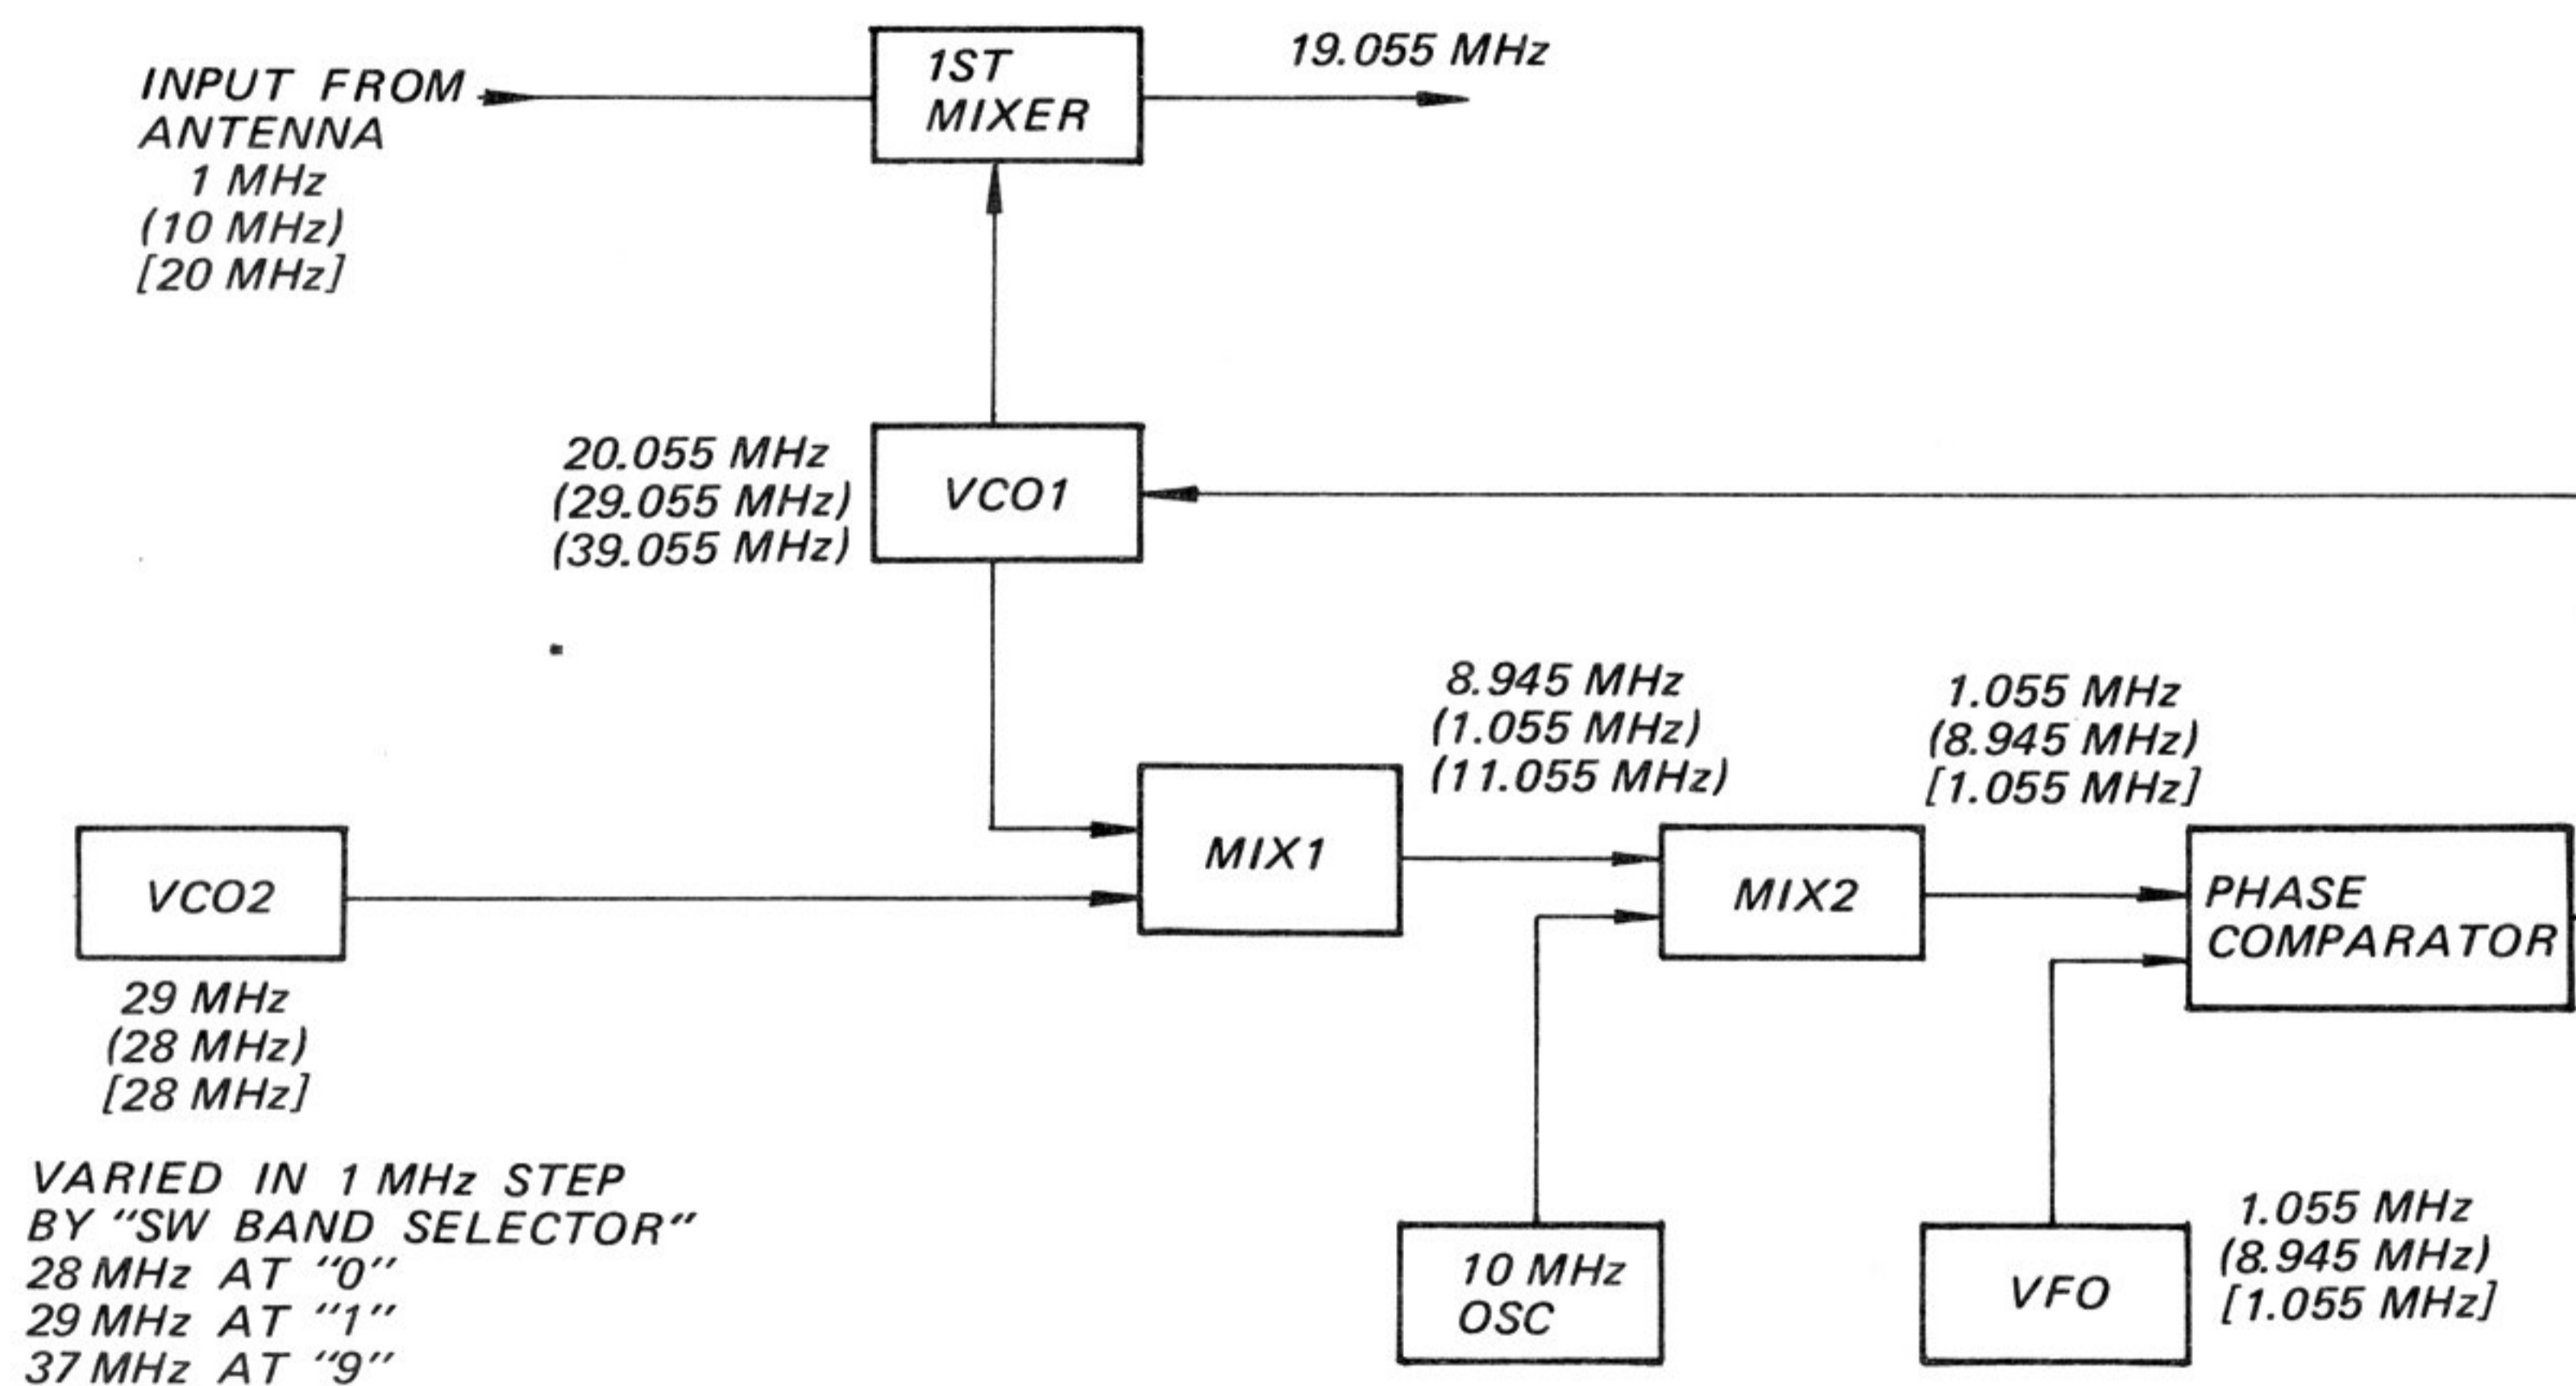 INPUT FROM
ANTENNA
1 MHz
(10 MHz)
[20 MHz]
1ST
MIXER
19.055 MHz
20.055 MHz
(29.055 MHz)
(39.055 MHz)
VCO1
8.945 MHz
(1.055 MHz)
(11.055 MHz)
1.055 MHz
(8.945 MHz)
[1.055 MHz]
VCO2
MIX1
MIX2
PHASE
COMPARATOR
29 MHz
(28 MHz)
[28 MHz]
VARIED IN 1 MHz STEP
BY "SW BAND SELECTOR"
28 MHz AT "0"
29 MHz AT "1"
37 MHz AT "9"
10 MHz
OSC
VFO
1.055 MHz
(8.945 MHz)
[1.055 MHz]